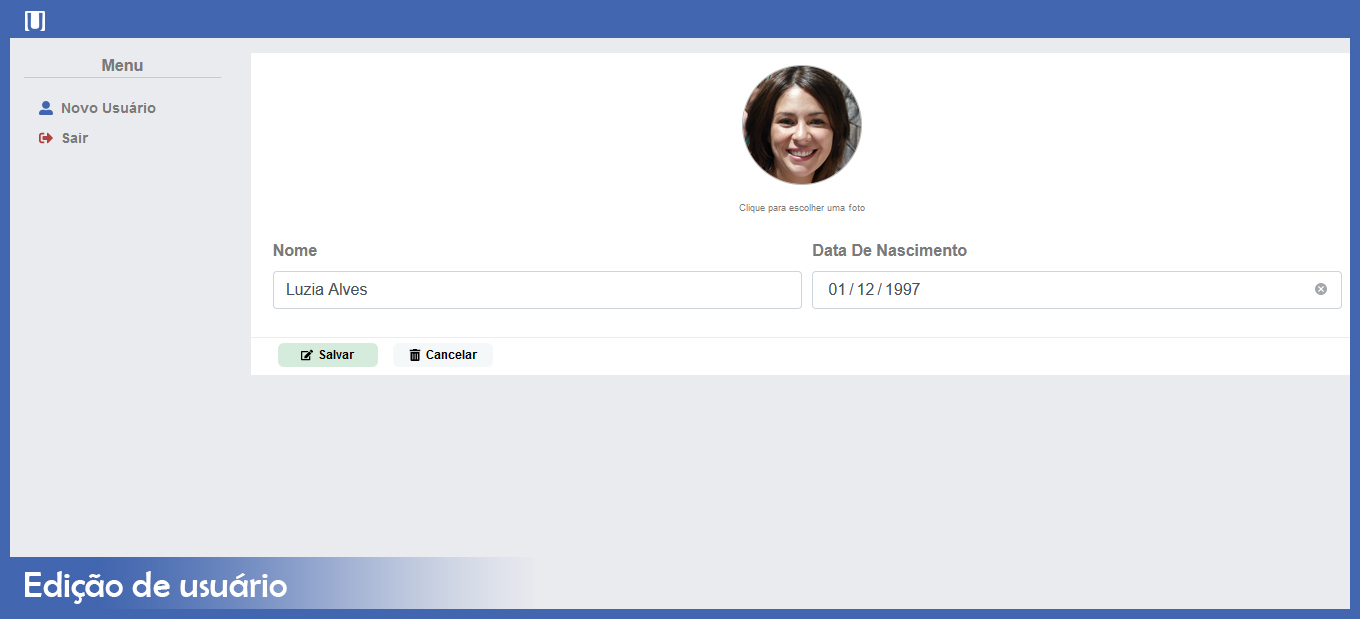 U
Menu
Novo Usuário
Sair
Clique para escolher uma foto
Nome
Data De Nascimento
Luzia Alves
01/12/1997
Salvar
Cancelar
Edição de usuário